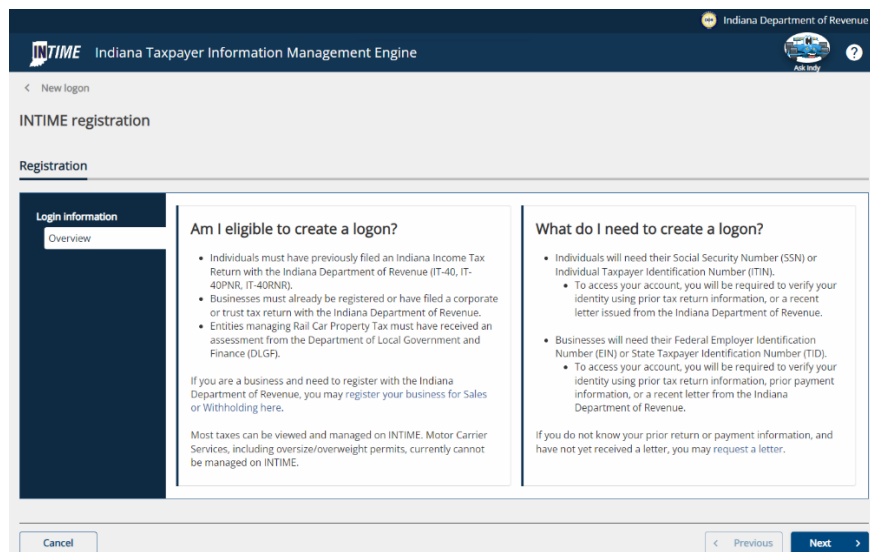 Indiana Department of Revenue
INTIME Indiana Taxpayer Information Management Engine
Ask Indy
?
< New logon
INTIME registration
Registration
Login information
Overview
Am I eligible to create a logon?
• Individuals must have previously filed an Indiana Income Tax
Return with the Indiana Department of Revenue (IT-40, IT-
40PNR, IT-40RNR).
• Businesses must already be registered or have filed a corporate
or trust tax return with the Indiana Department of Revenue.
• Entities managing Rail Car Property Tax must have received an
assessment from the Department of Local Government and
Finance (DLGF).
If you are a business and need to register with the Indiana
Department of Revenue, you may register your business for Sales
or Withholding here.
Most taxes can be viewed and managed on INTIME. Motor Carrier
Services, including oversize/overweight permits, currently cannot
be managed on INTIME.
What do I need to create a logon?
• Individuals will need their Social Security Number (SSN) or
Individual Taxpayer Identification Number (ITIN).
• To access your account, you will be required to verify your
identity using prior tax return information, or a recent
letter issued from the Indiana Department of Revenue.
• Businesses will need their Federal Employer Identification
Number (EIN) or State Taxpayer Identification Number (TID).
• To access your account, you will be required to verify your
identity using prior tax return information, prior payment
information, or a recent letter from the Indiana
Department of Revenue.
If you do not know your prior return or payment information, and
have not yet received a letter, you may request a letter.
Cancel
< Previous
Next >